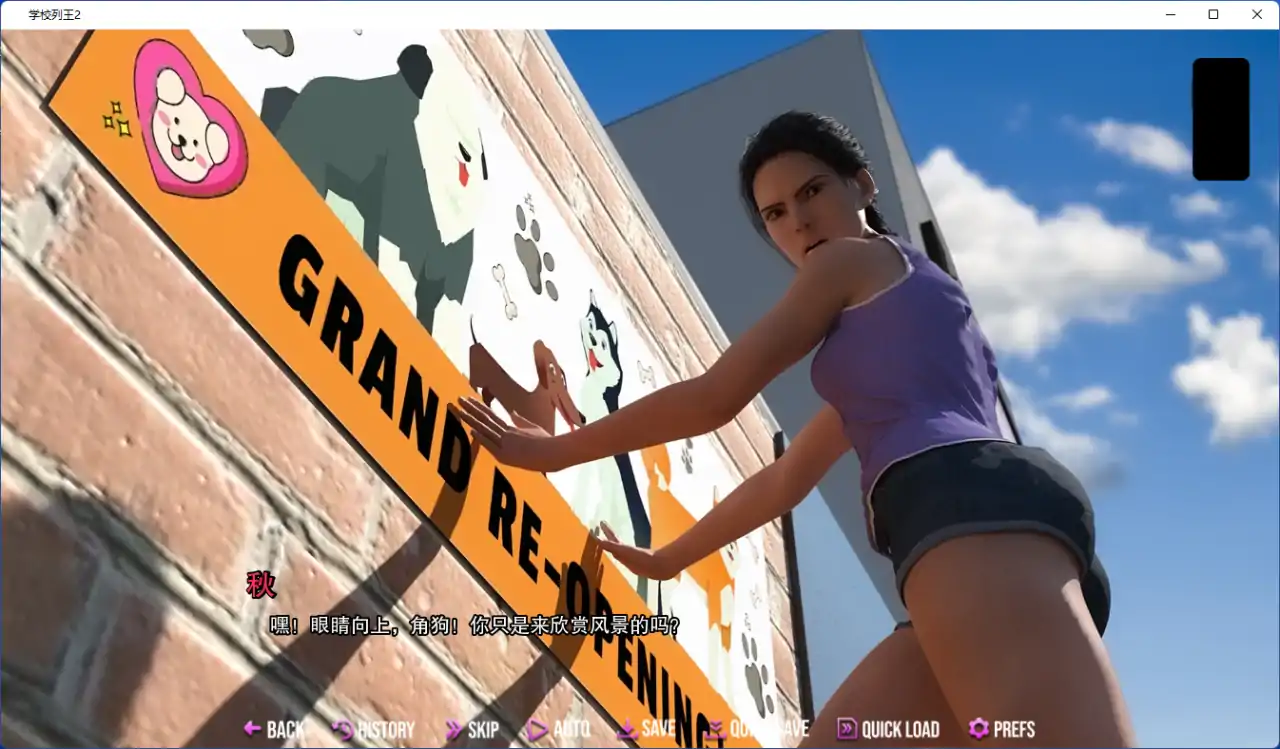 学校列王2
GRAND RE-OPENING
秋
嘿！眼睛向上，角狗！你只是来欣赏风景的吗？
BACK HISTORY SKIP AUTO SAVE QUICK SAVE QUICK LOAD PREFS